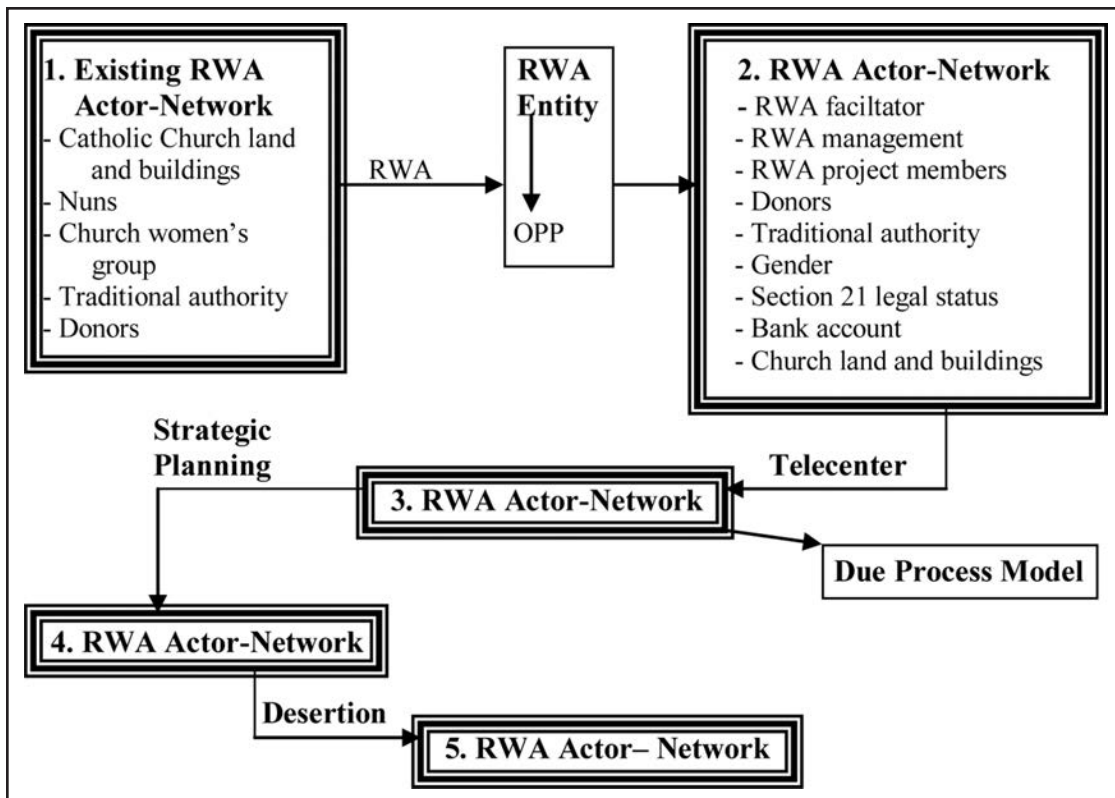 1. Existing RWA
Actor-Network
- Catholic Church land
and buildings
- Nuns
- Church women's
group
- Traditional authority
- Donors
RWA
RWA
Entity
OPP
2. RWA Actor-Network
- RWA faciltator
- RWA management
- RWA project members
- Donors
- Traditional authority
- Gender
- Section 21 legal status
- Bank account
- Church land and buildings
Strategic
Planning
Telecenter
3. RWA Actor-Network
Due Process Model
4. RWA Actor-Network
Desertion
5. RWA Actor– Network